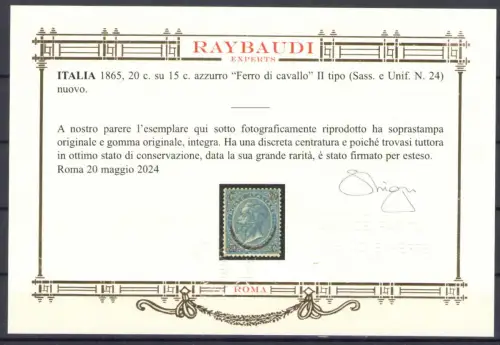 RAYBAUDI
EXPERTS
ITALIA 1865, 20 c. su 15 c. azzurro "Ferro di cavallo" II tipo (Sass. e Unif. N. 24)
nuovo.
A nostro parere l'esemplare qui sotto fotograficamente riprodotto ha soprastampa
originale e gomma originale, integra. Ha una discreta centratura e poiché trovasi tuttora
in ottimo stato di conservazione, data la sua grande rarità, è stato firmato per esteso.
Roma 20 maggio 2024
ROMA